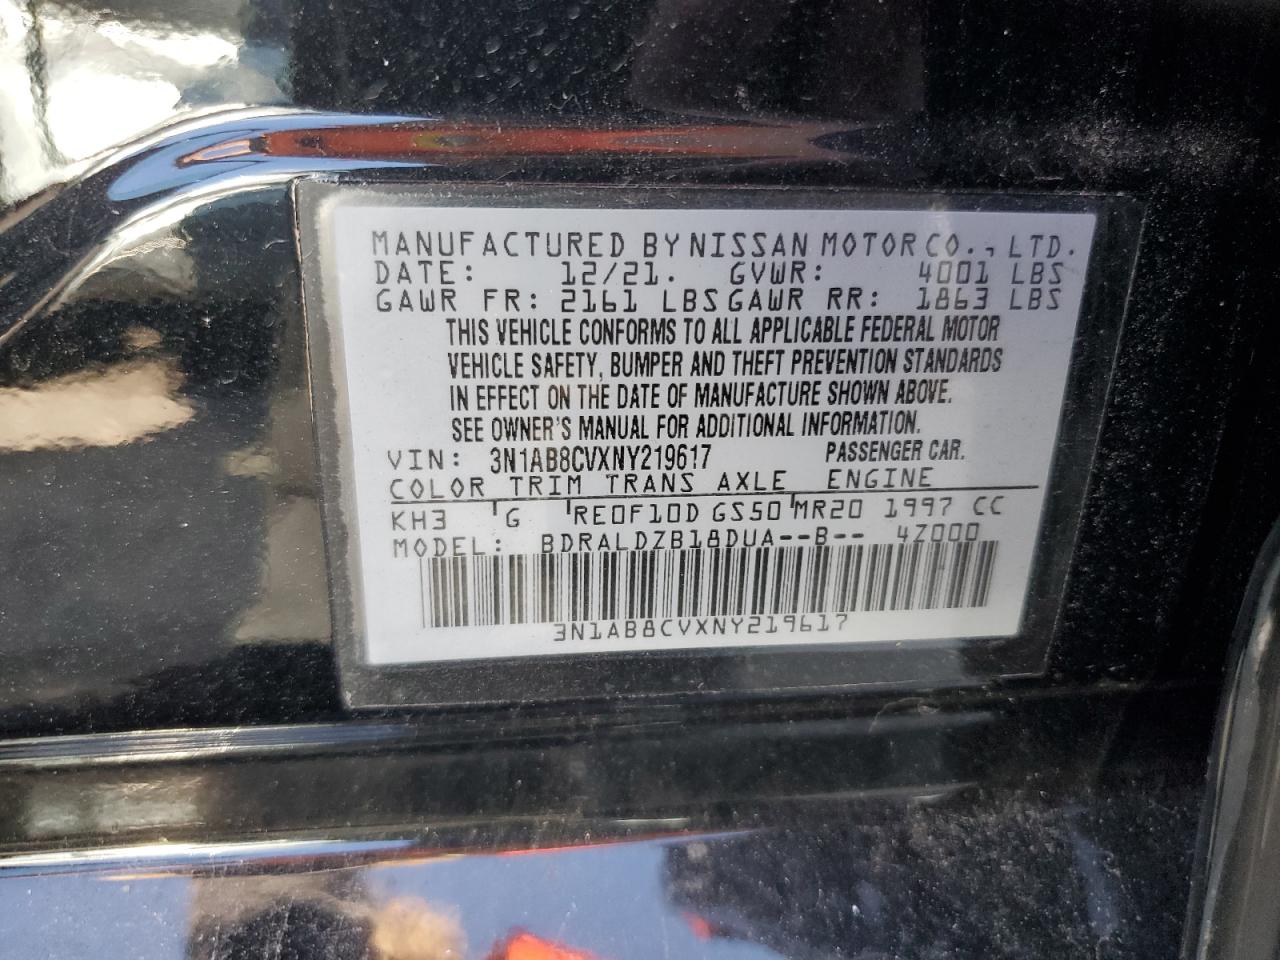 MANUFACTURED BY NISSAN MOTOR CO., LTD.
DATE: 12/21. GVWR: 4001 LBS
GAWR FR: 2161 LBS GAWR RR: 1863 LBS
THIS VEHICLE CONFORMS TO ALL APPLICABLE FEDERAL MOTOR
VEHICLE SAFETY, BUMPER AND THEFT PREVENTION STANDARDS
IN EFFECT ON THE DATE OF MANUFACTURE SHOWN ABOVE.
SEE OWNER'S MANUAL FOR ADDITIONAL INFORMATION.
VIN: 3N1AB8CVXNY219617 PASSENGER CAR.
COLOR TRIM TRANS AXLE ENGINE
KH3 G RE0F10D GS50 MR20 1997 CC
MODEL: BDRALDZB18DUA--B-- 4Z000
3N1AB8CVXNY219617